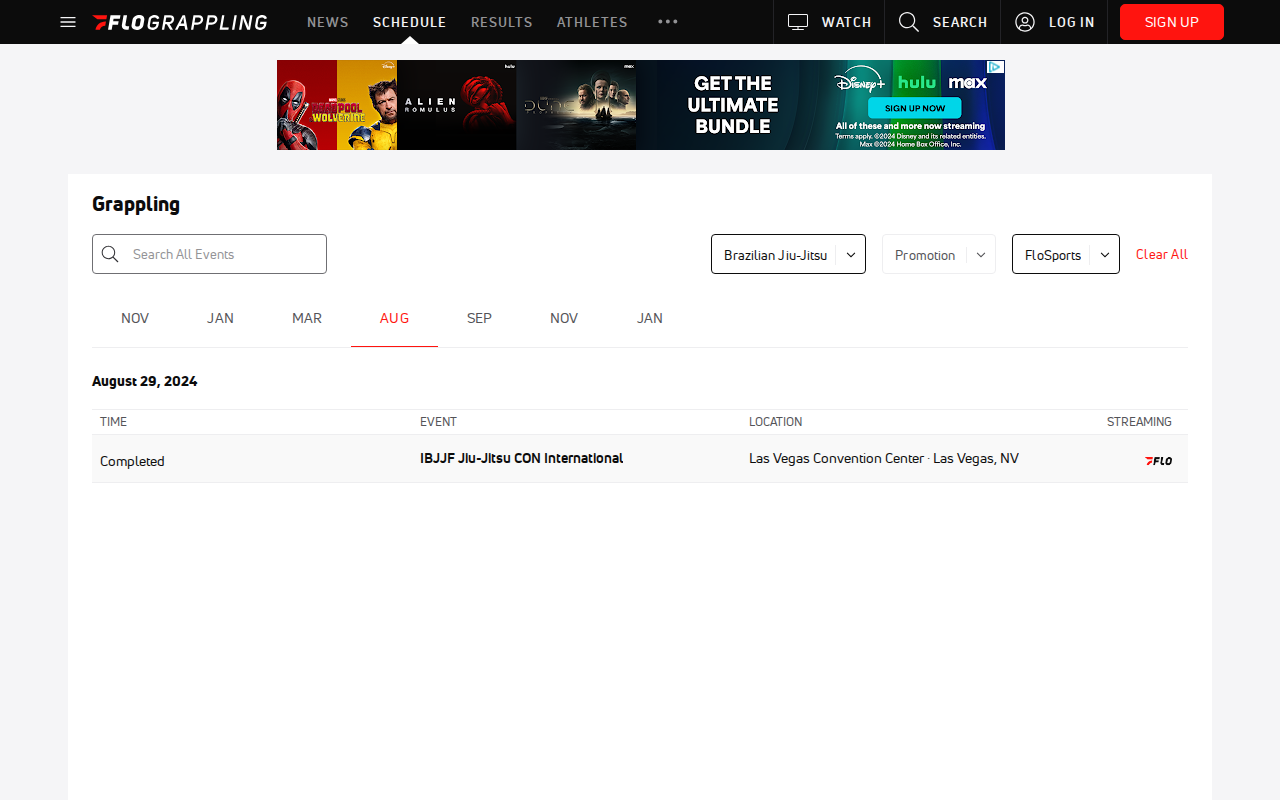 FLOGRAPPLING
NEWS
SCHEDULE
RESULTS
ATHLETES
WATCH
SEARCH
LOG IN
SIGN UP
Disney+
DEADPOOL
WOLVERINE
hulu
ALIEN
ROMULUS
max
DUNE
GET THE
ULTIMATE
BUNDLE
Disney+ hulu max
SIGN UP NOW
All of these and more now streaming
Terms apply. ©2024 Disney and its related entities.
Max ©2024 Home Box Office, Inc.
Grappling
Search All Events
Brazilian Jiu-Jitsu
Promotion
FloSports
Clear All
NOV
JAN
MAR
AUG
SEP
NOV
JAN
August 29, 2024
TIME
EVENT
LOCATION
STREAMING
Completed
IBJJF Jiu-Jitsu CON International
Las Vegas Convention Center · Las Vegas, NV
FLO